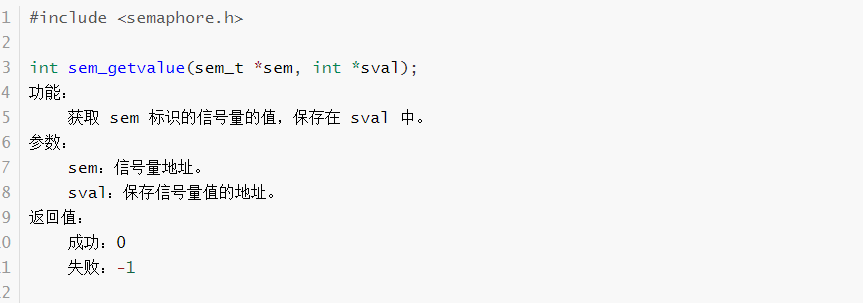 1 #include <semaphore.h>
2
3 int sem_getvalue(sem_t *sem, int *sval);
4 功能：
5     获取 sem 标识的信号量的值，保存在 sval 中。
6 参数：
7     sem：信号量地址。
8     sval：保存信号量值的地址。
9 返回值：
0     成功：0
1     失败：-1
2